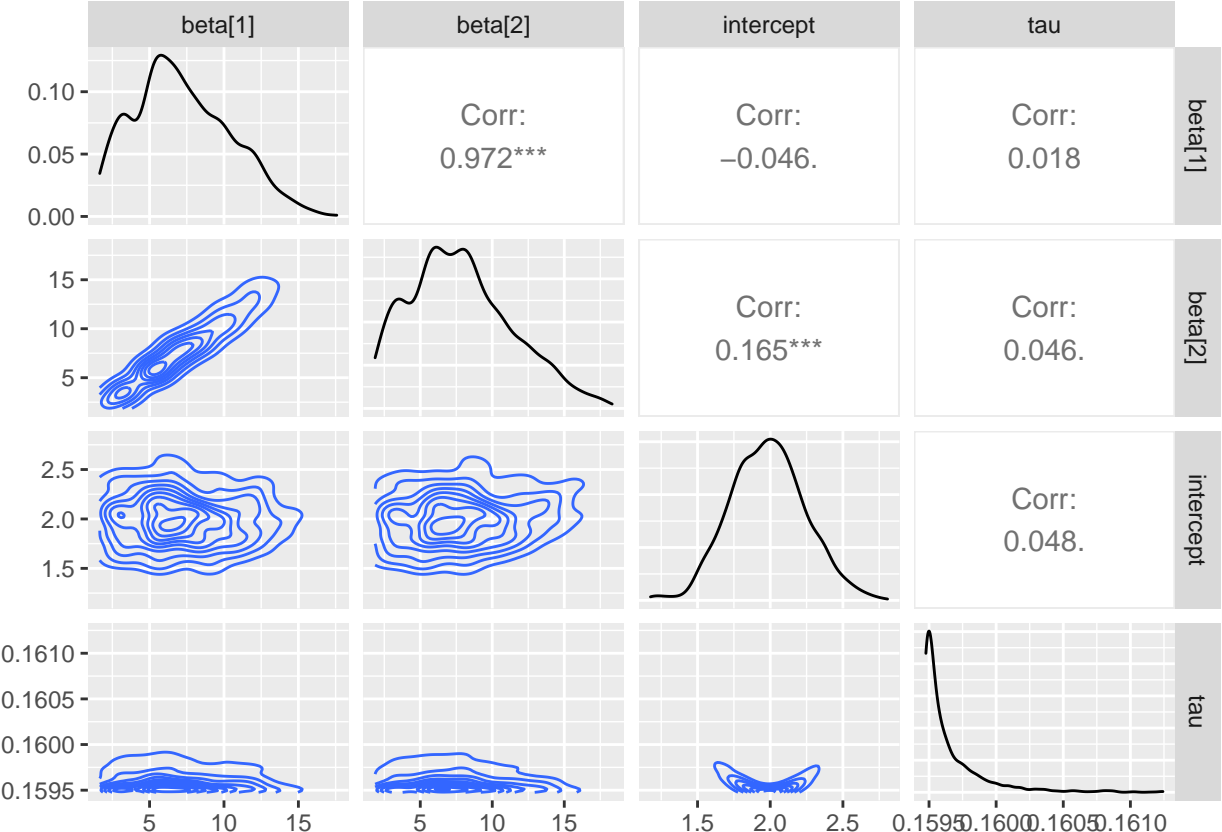 beta[1] beta[2] intercept tau
0.10
0.05
0.00
Corr:
0.972***
Corr:
−0.046.
Corr:
0.018
beta[1]
15
10
5
Corr:
0.165***
Corr:
0.046.
beta[2]
2.5
2.0
1.5
Corr:
0.048.
intercept
0.1610
0.1605
0.1600
0.1595
tau
5 10 15 5 10 15 1.5 2.0 2.5 0.1595 0.1600 0.1605 0.1610